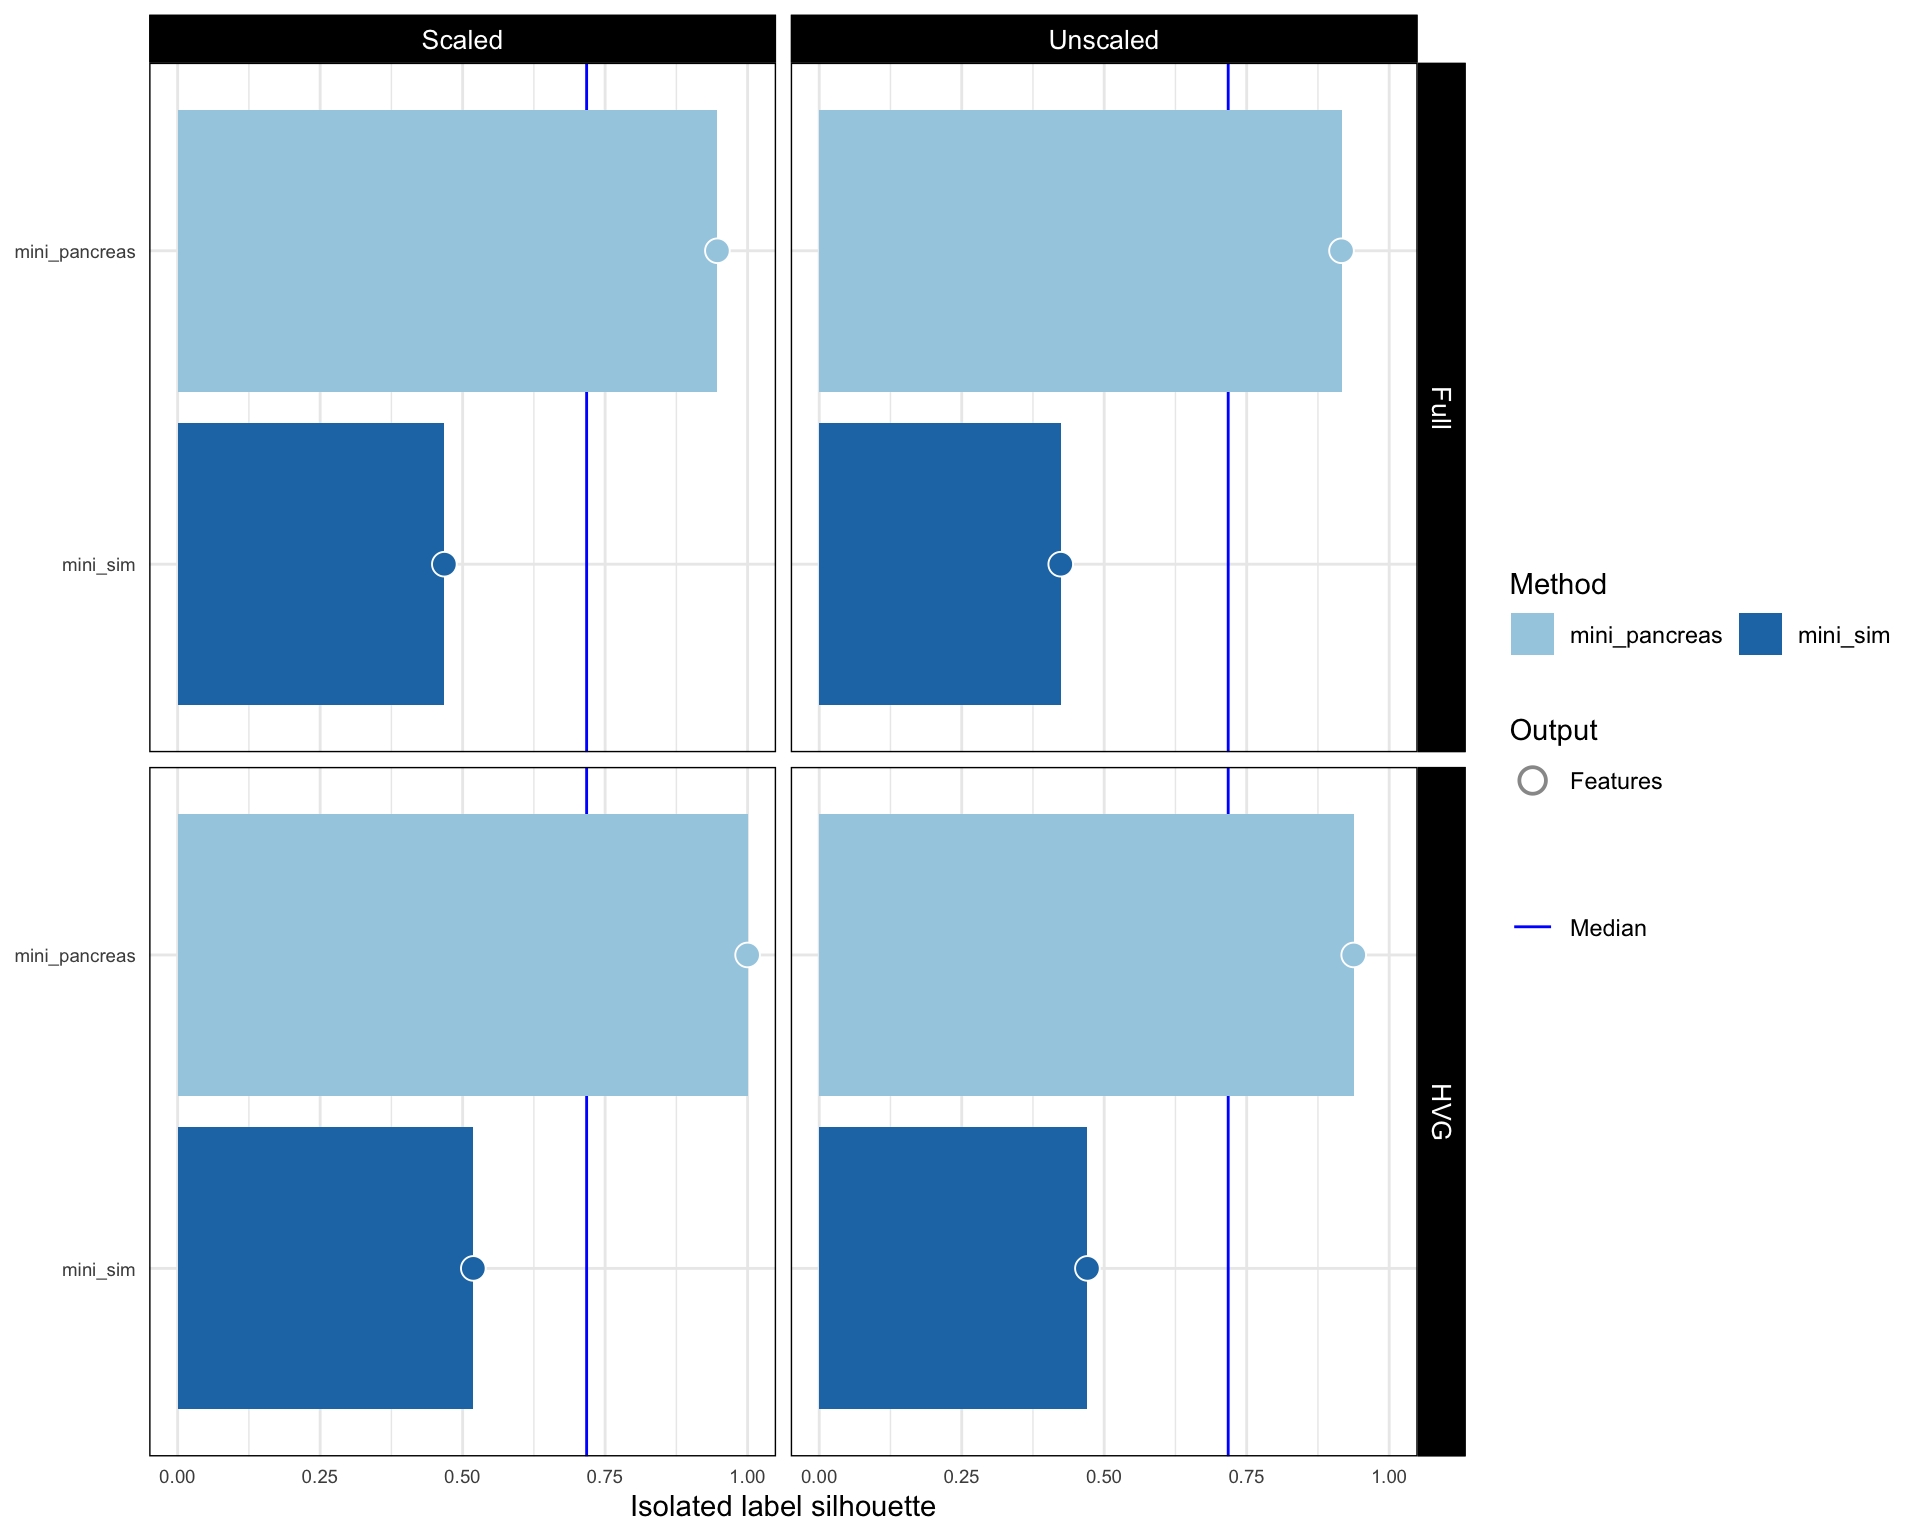 Scaled
Unscaled
Full
HVG
mini_pancreas
mini_sim
mini_pancreas
mini_sim
0.00 0.25 0.50 0.75 1.00
0.00 0.25 0.50 0.75 1.00
Isolated label silhouette
Method
mini_pancreas mini_sim
Output
Features
Median